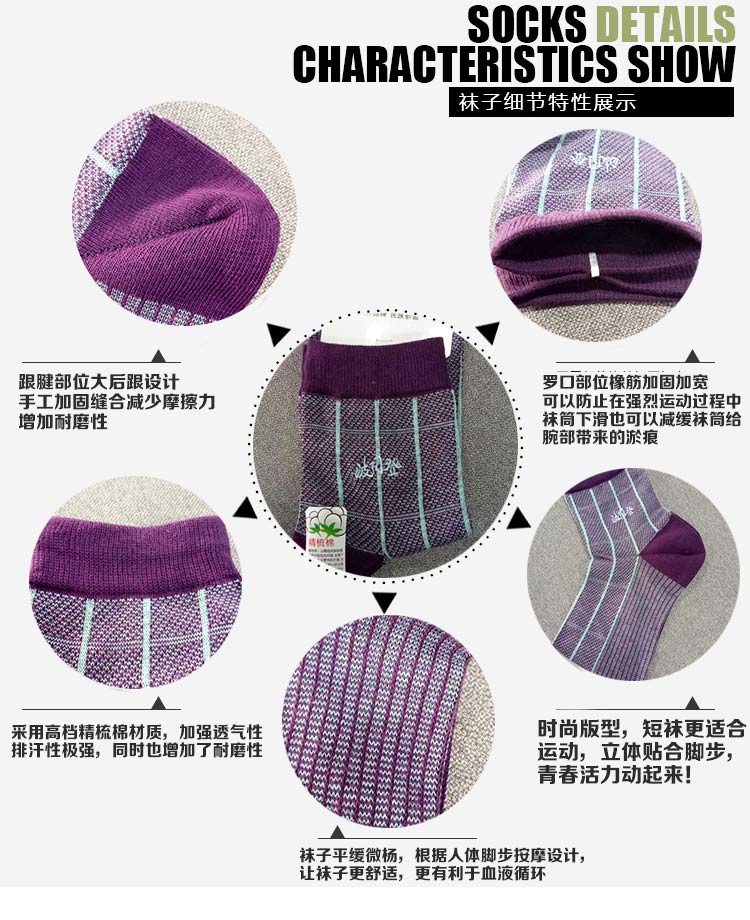 SOCKS DETAILS
CHARACTERISTICS SHOW
袜子细节特性展示
跟腱部位大后跟设计
手工加固缝合减少摩擦力
增加耐磨性
罗口部位橡筋加固加宽
可以防止在强烈运动过程中
袜筒下滑也可以减缓袜筒给
腕部带来的淤痕
精梳棉
采用高档精梳棉材质，加强透气性
排汗性极强，同时也增加了耐磨性
时尚版型，短袜更适合
运动，立体贴合脚步，
青春活力动起来！
袜子平缓微杨，根据人体脚步按摩设计，
让袜子更舒适，更有利于血液循环